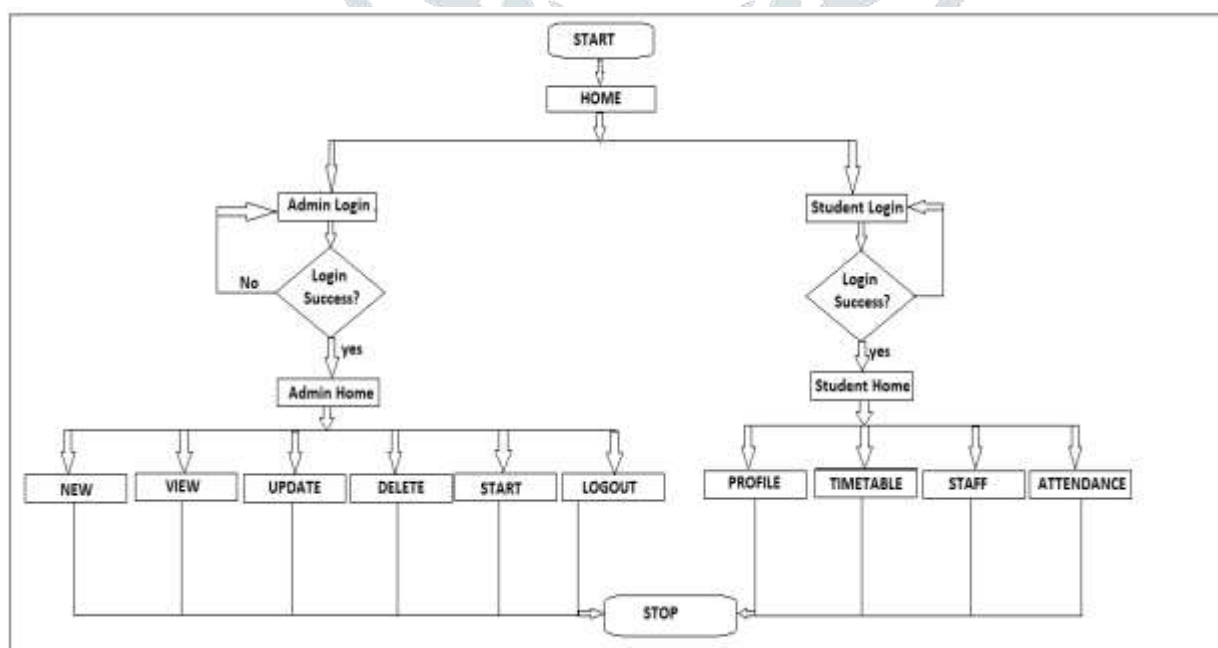 START
HOME
Admin Login
Student Login
Login
Success?
No
Login
Success?
yes
yes
Admin Home
Student Home
NEW
VIEW
UPDATE
DELETE
START
LOGOUT
PROFILE
TIMETABLE
STAFF
ATTENDANCE
STOP